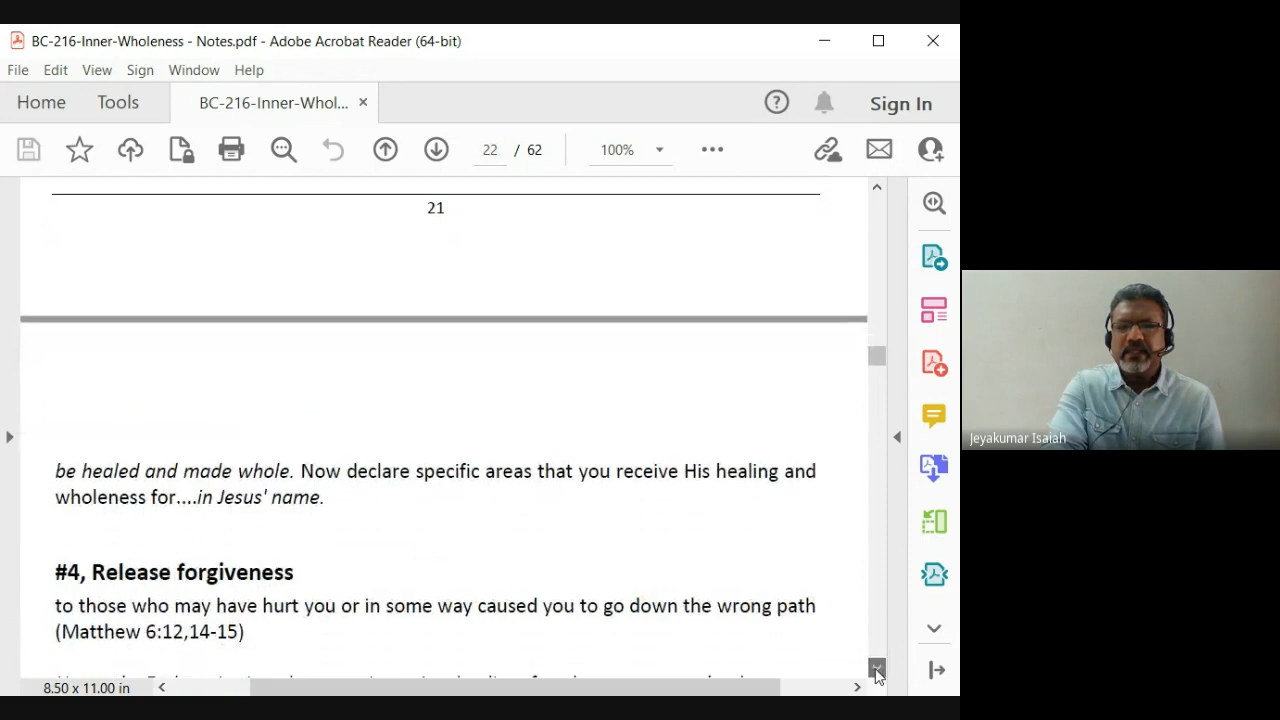 BC-216-Inner-Wholeness - Notes.pdf - Adobe Acrobat Reader (64-bit)
File Edit View Sign Window Help
Home Tools BC-216-Inner-Whol... × Sign In
22 / 62 100%
21
be healed and made whole. Now declare specific areas that you receive His healing and
wholeness for....in Jesus' name.
#4, Release forgiveness
to those who may have hurt you or in some way caused you to go down the wrong path
(Matthew 6:12,14-15)
8.50 x 11.00 in
Jeyakumar Isaiah